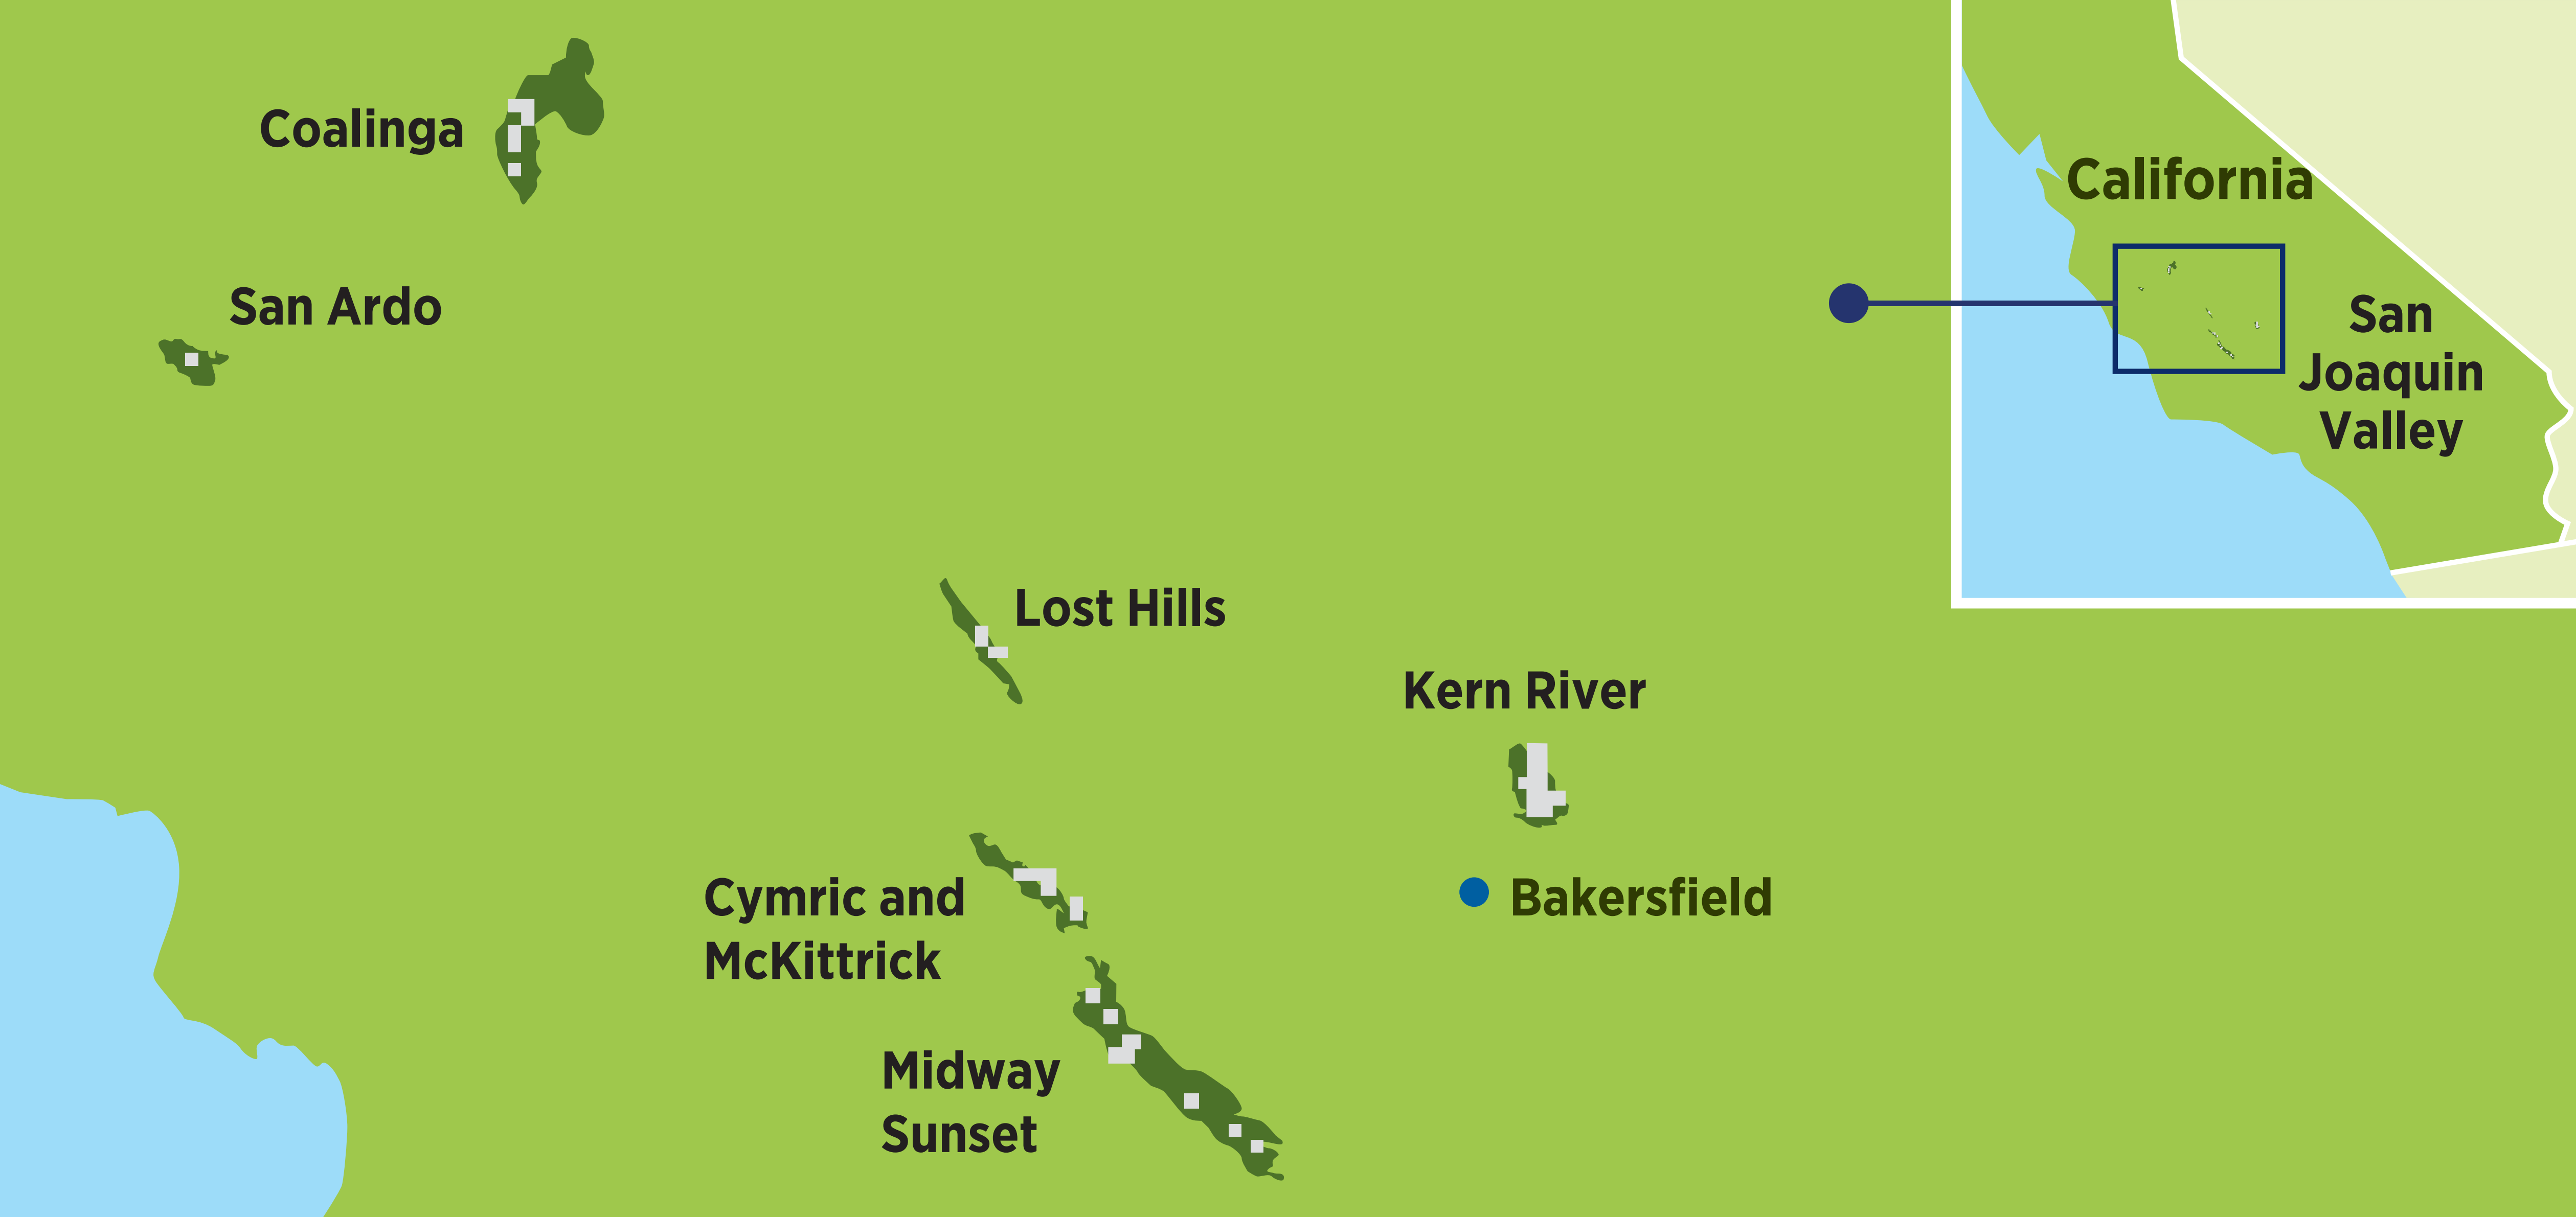 Coalinga
San Ardo
Lost Hills
Kern River
Cymric and
McKittrick
Bakersfield
Midway
Sunset
California
San
Joaquin
Valley